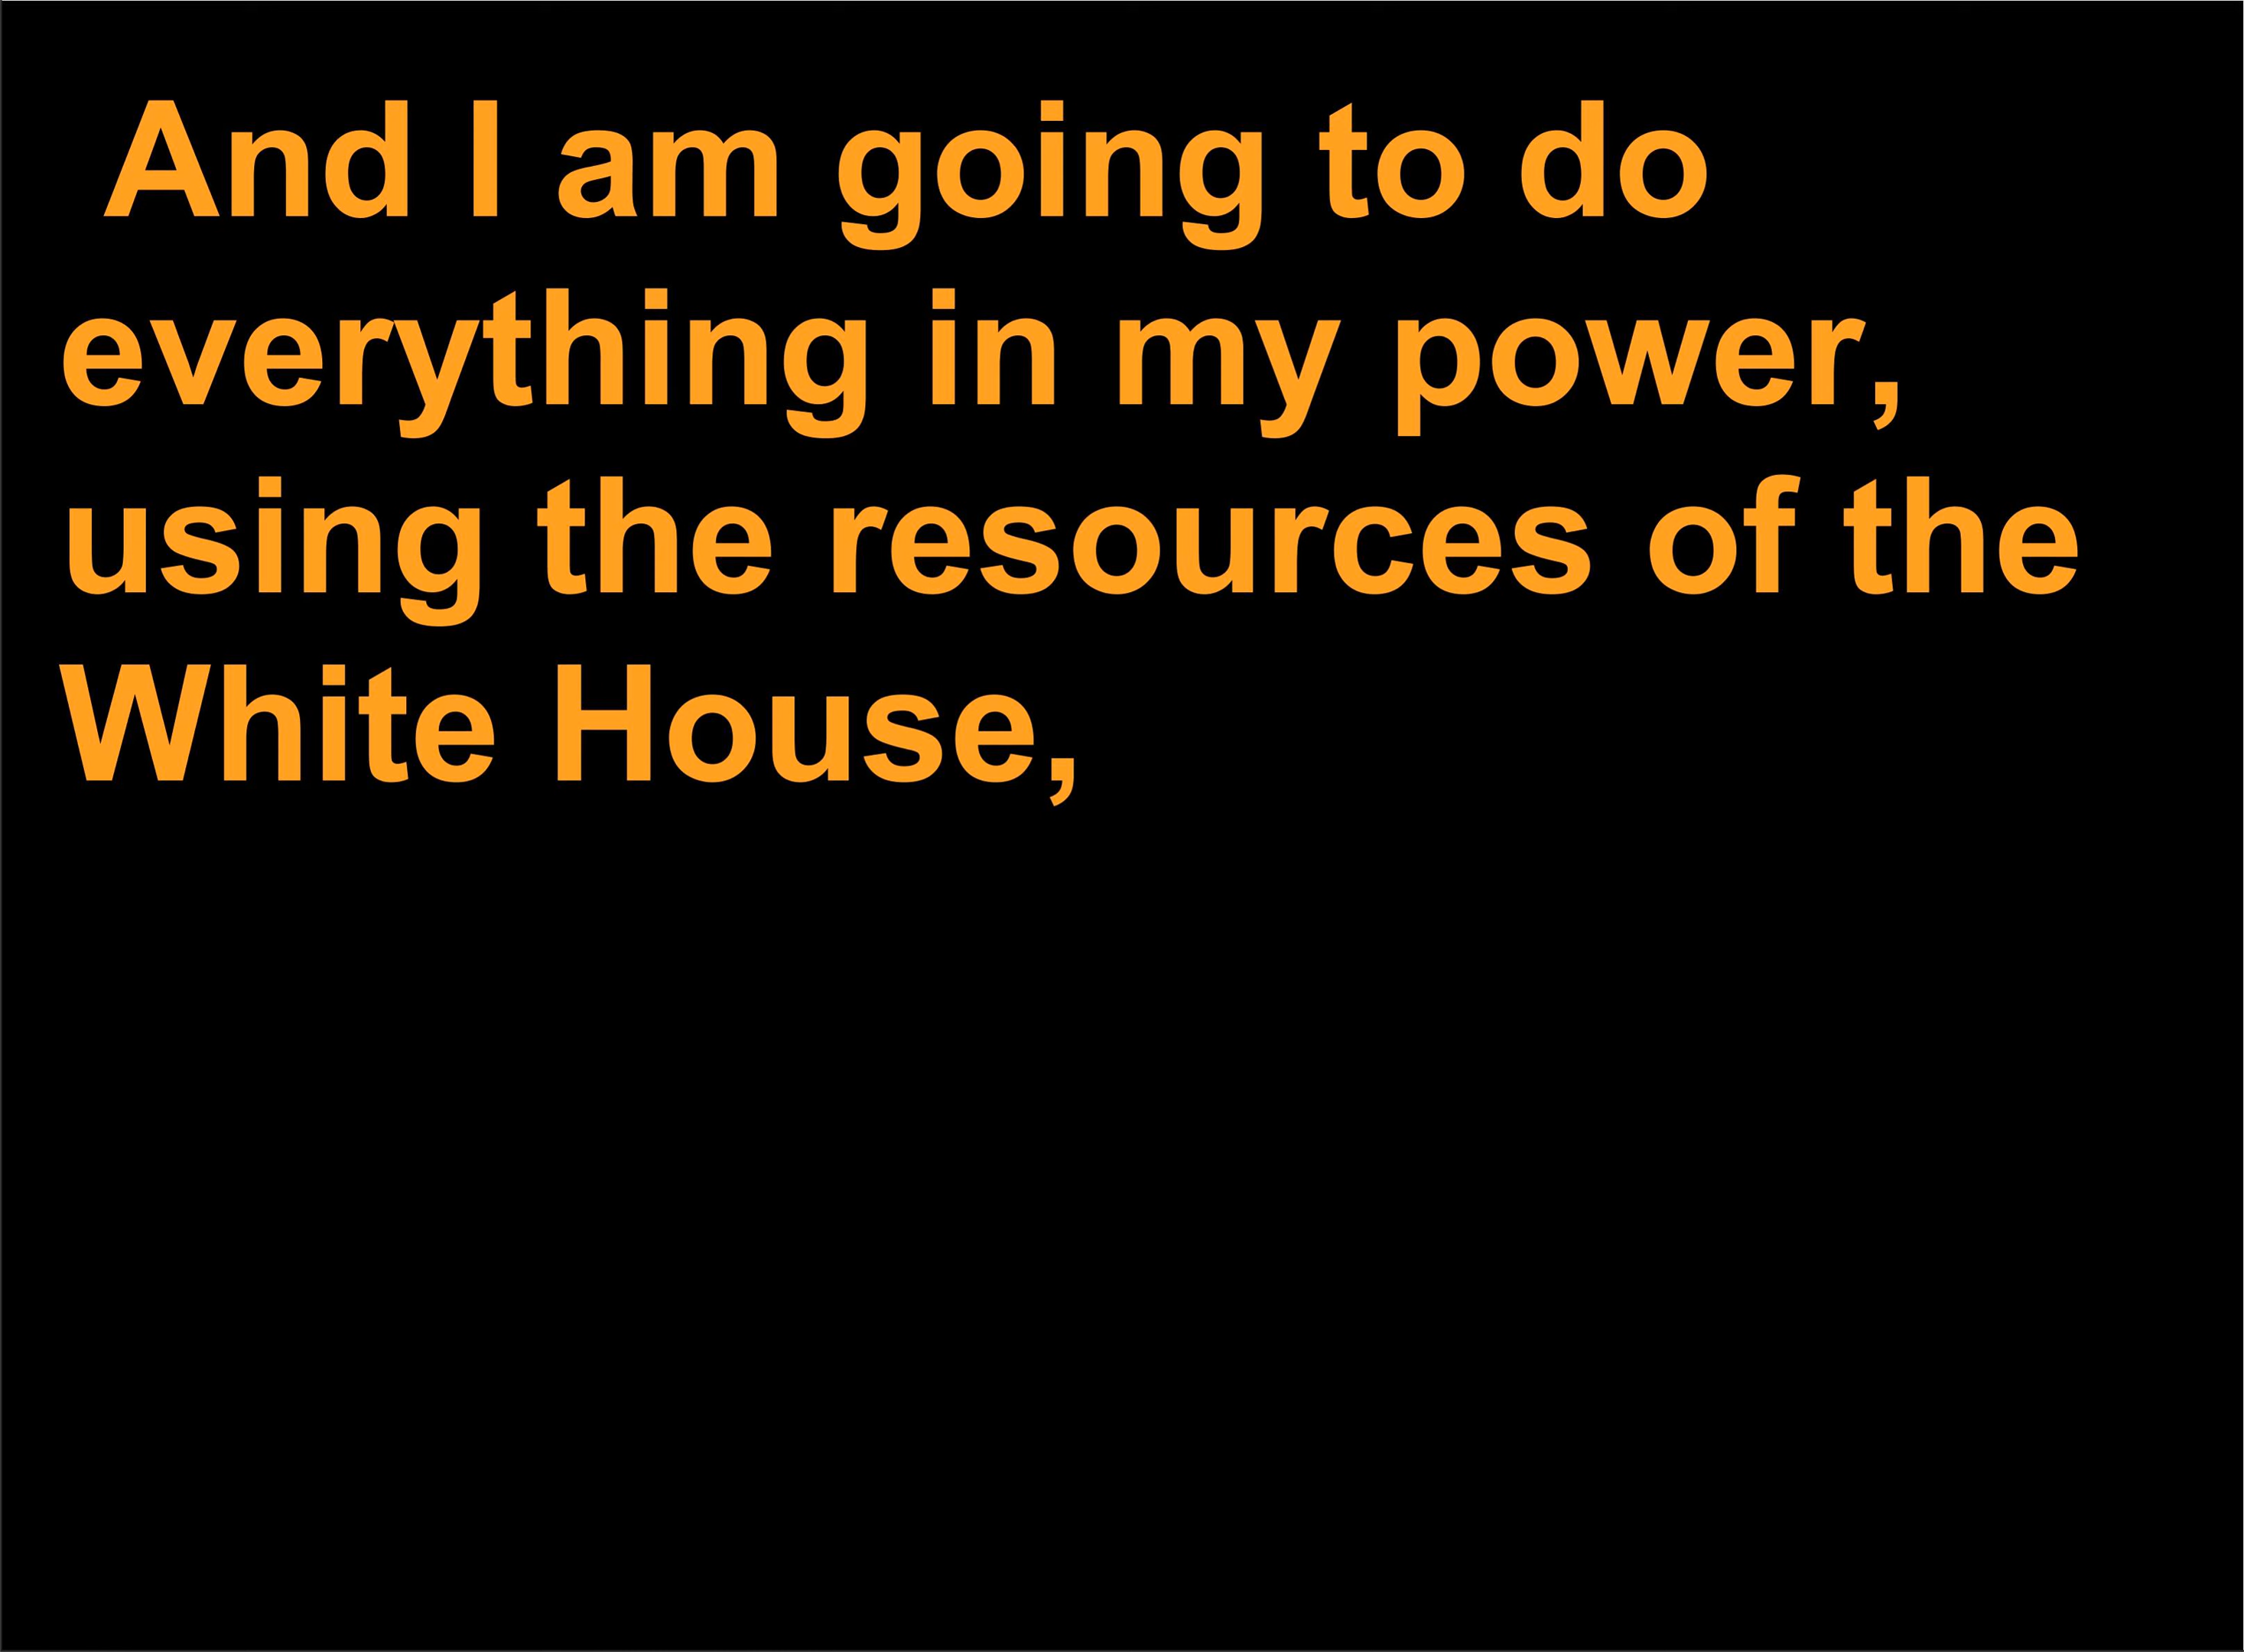 And I am going to do
everything in my power,
using the resources of the
White House,